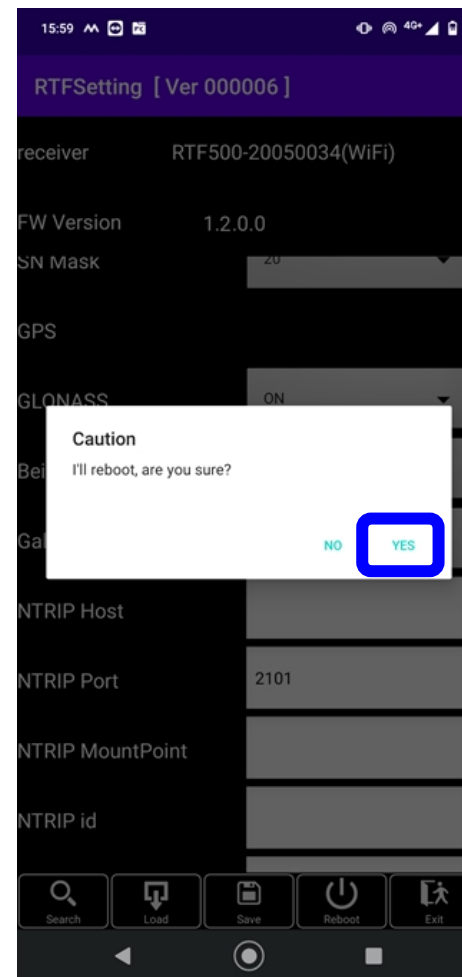 15:59 4G+
RTFSetting [ Ver 000006 ]
receiver RTF500-20050034(WiFi)
FW Version 1.2.0.0
SN Mask 20
GPS
GLONASS ON
Caution
Bei I'll reboot, are you sure?
Gal NO YES
NTRIP Host
NTRIP Port 2101
NTRIP MountPoint
NTRIP id
Search Load Save Reboot Exit